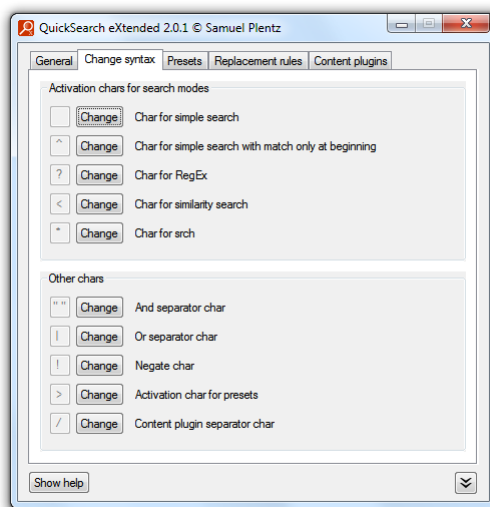 QuickSearch eXtended 2.0.1 © Samuel Plentz
General Change syntax Presets Replacement rules Content plugins
Activation chars for search modes
Change Char for simple search
^ Change Char for simple search with match only at beginning
? Change Char for RegEx
< Change Char for similarity search
* Change Char for srch
Other chars
" " Change And separator char
| Change Or separator char
! Change Negate char
> Change Activation char for presets
/ Change Content plugin separator char
Show help